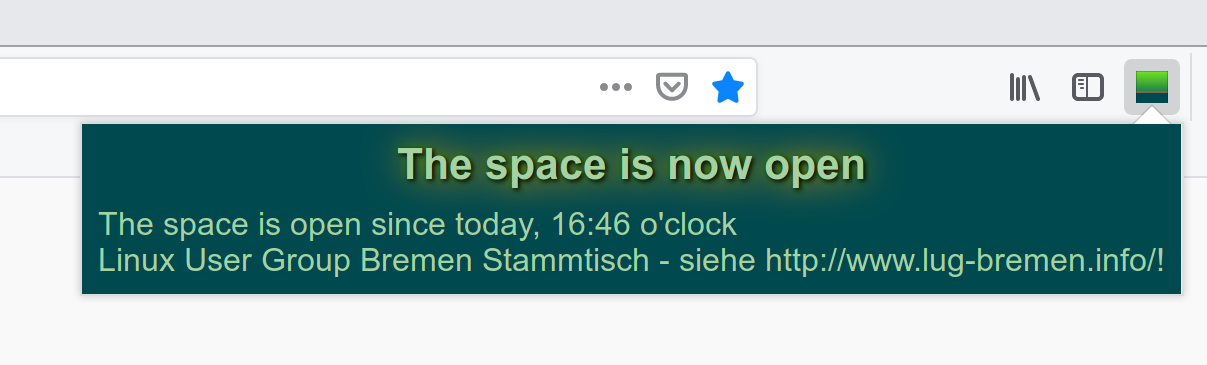 The space is now open
The space is open since today, 16:46 o'clock
Linux User Group Bremen Stammtisch - siehe http://www.lug-bremen.info/!